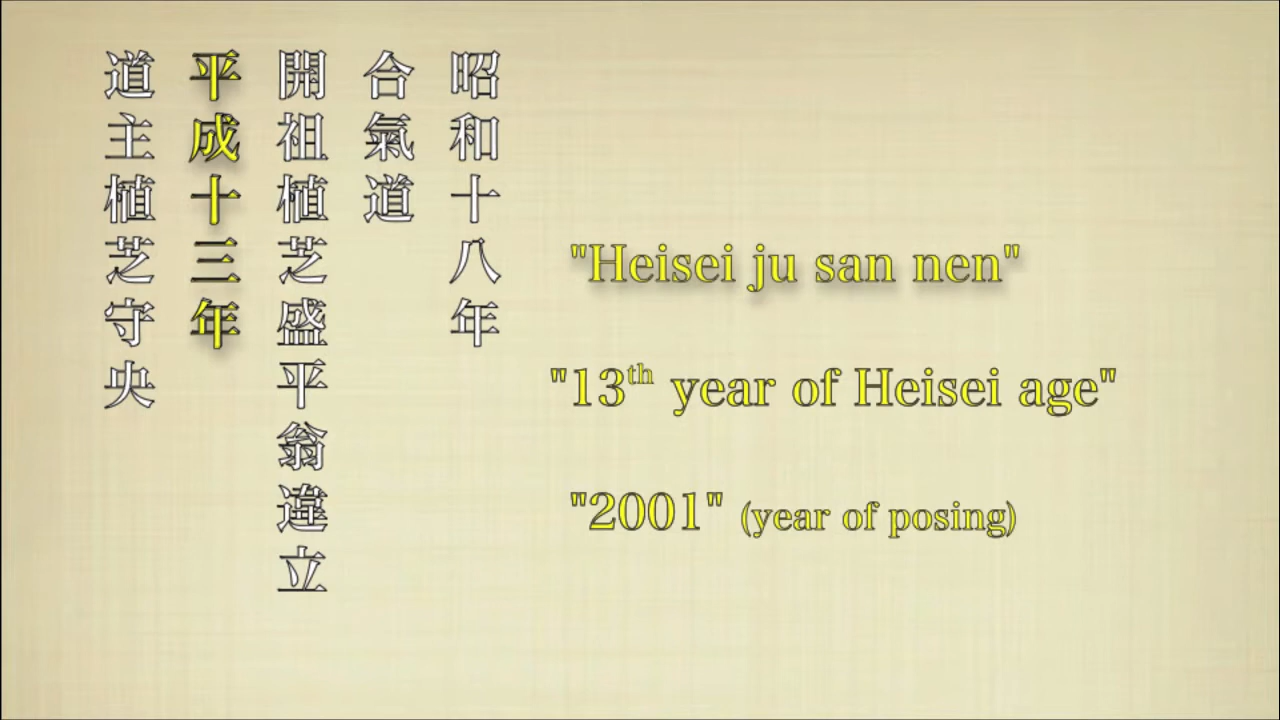 昭和十八年
合氣道
開祖植芝盛平翁違立
平成十三年
道主植芝守央
"Heisei ju san nen"
"13th year of Heisei age"
"2001" (year of posing)